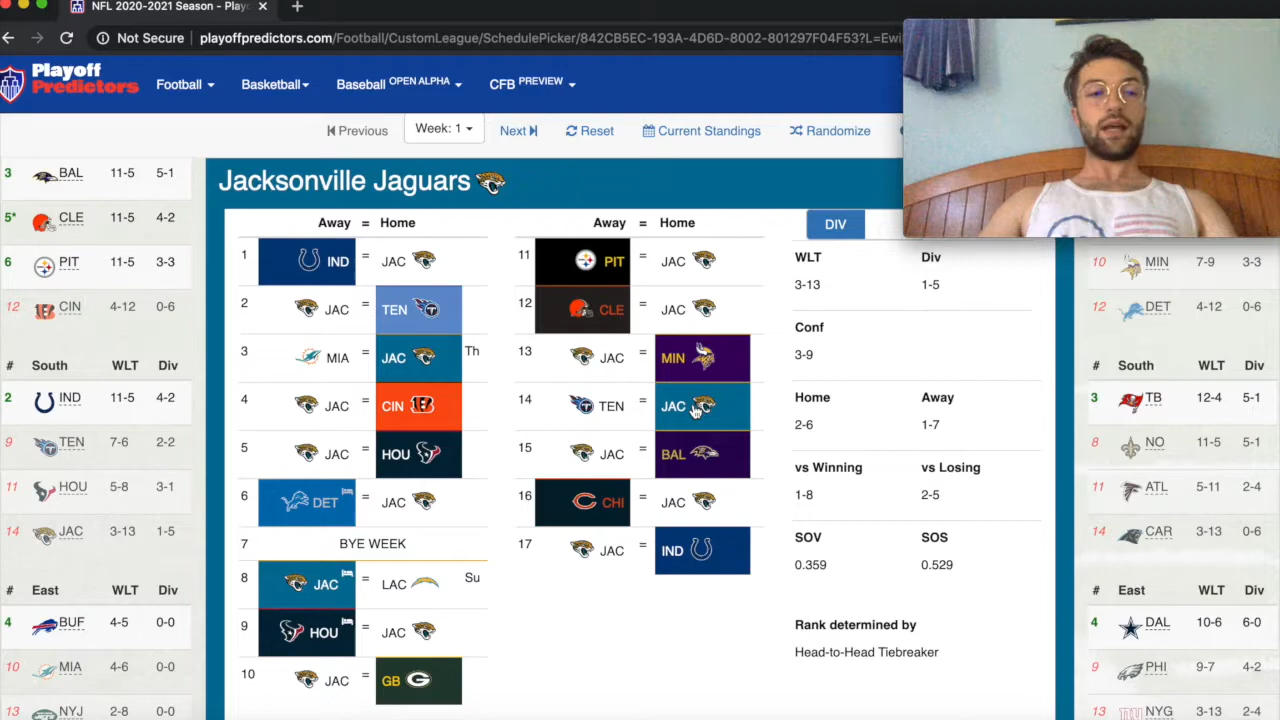 NFL 2020-2021 Season - Playo
Not Secure
playoffpredictors.com/Football/CustomLeague/SchedulePicker/842CB5EC-193A-4D6D-8002-801297F04F53?L=Ewi
Playoff
Predictors
Football
Basketball
Baseball OPEN ALPHA
CFB PREVIEW
Previous
Week: 1
Next
Reset
Current Standings
Randomize
3 BAL 11-5 5-1
5* CLE 11-5 4-2
6 PIT 11-5 3-3
12 CIN 4-12 0-6
# South WLT Div
2 IND 11-5 4-2
9 TEN 7-6 2-2
11 HOU 5-8 3-1
14 JAC 3-13 1-5
# East WLT Div
4 BUF 4-5 0-0
10 MIA 4-6 0-0
13 NYJ 2-8 0-0
Jacksonville Jaguars
Away = Home
1 IND = JAC
2 JAC = TEN
3 MIA = JAC Th
4 JAC = CIN
5 JAC = HOU
6 DET = JAC
7 BYE WEEK
8 JAC = LAC Su
9 HOU = JAC
10 JAC = GB
Away = Home
11 PIT = JAC
12 CLE = JAC
13 JAC = MIN
14 TEN = JAC
15 JAC = BAL
16 CHI = JAC
17 JAC = IND
DIV
WLT Div
3-13 1-5
Conf
3-9
Home Away
2-6 1-7
vs Winning vs Losing
1-8 2-5
SOV SOS
0.359 0.529
Rank determined by
Head-to-Head Tiebreaker
10 MIN 7-9 3-3
12 DET 4-12 0-6
# South WLT Div
3 TB 12-4 5-1
8 NO 11-5 5-1
11 ATL 5-11 2-4
14 CAR 3-13 0-6
# East WLT Div
4 DAL 10-6 6-0
9 PHI 9-7 4-2
13 NYG 3-13 2-4